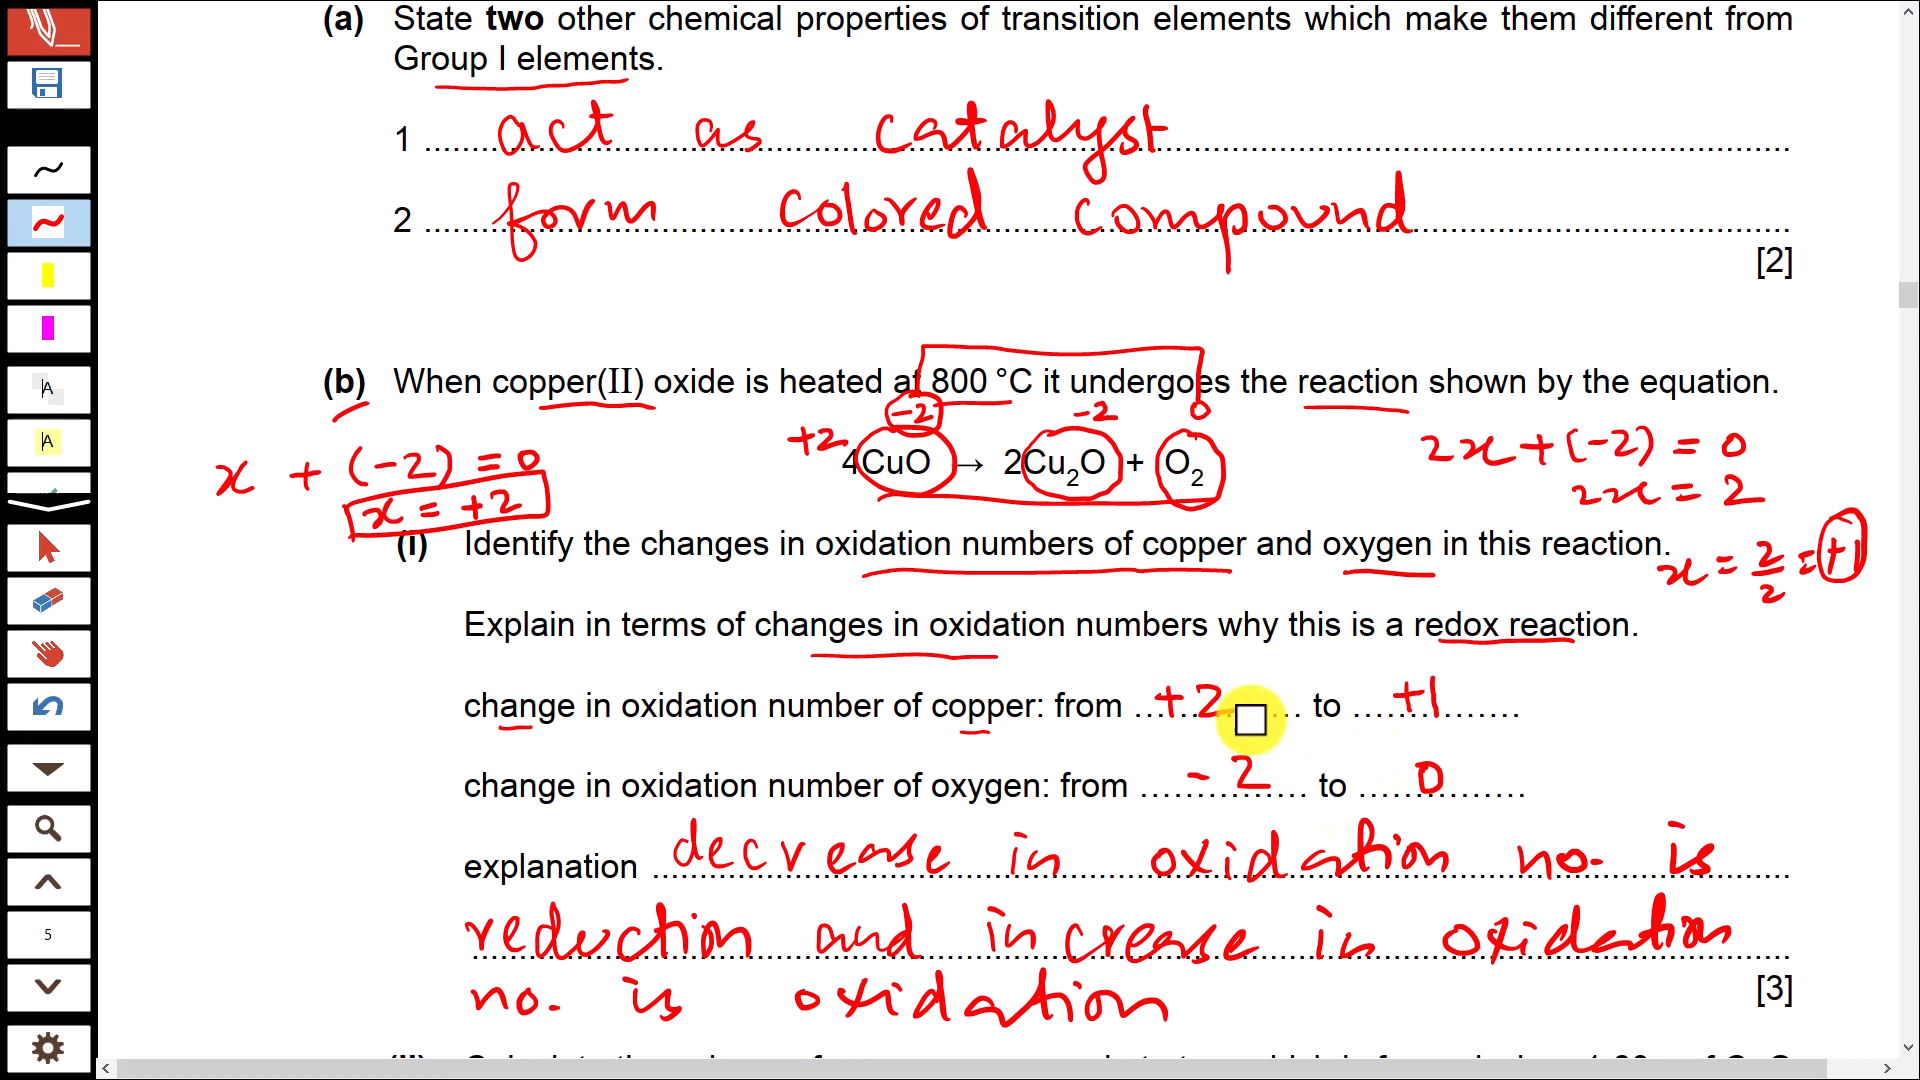 (a) State two other chemical properties of transition elements which make them different from
Group I elements.
1 act as catalyst
2 form colored compound
[2]
(b) When copper(II) oxide is heated at 800 °C it undergoes the reaction shown by the equation.
-2 -2 0
+2
4CuO → 2Cu₂O + O₂
x + (-2) = 0
x = +2
2x + (-2) = 0
2x = 2
x = 2/2 = +1
(i) Identify the changes in oxidation numbers of copper and oxygen in this reaction.
Explain in terms of changes in oxidation numbers why this is a redox reaction.
change in oxidation number of copper: from +2 to +1
change in oxidation number of oxygen: from -2 to 0
explanation decrease in oxidation no. is
reduction and increase in oxidation
no. is oxidation
[3]
A
A
5